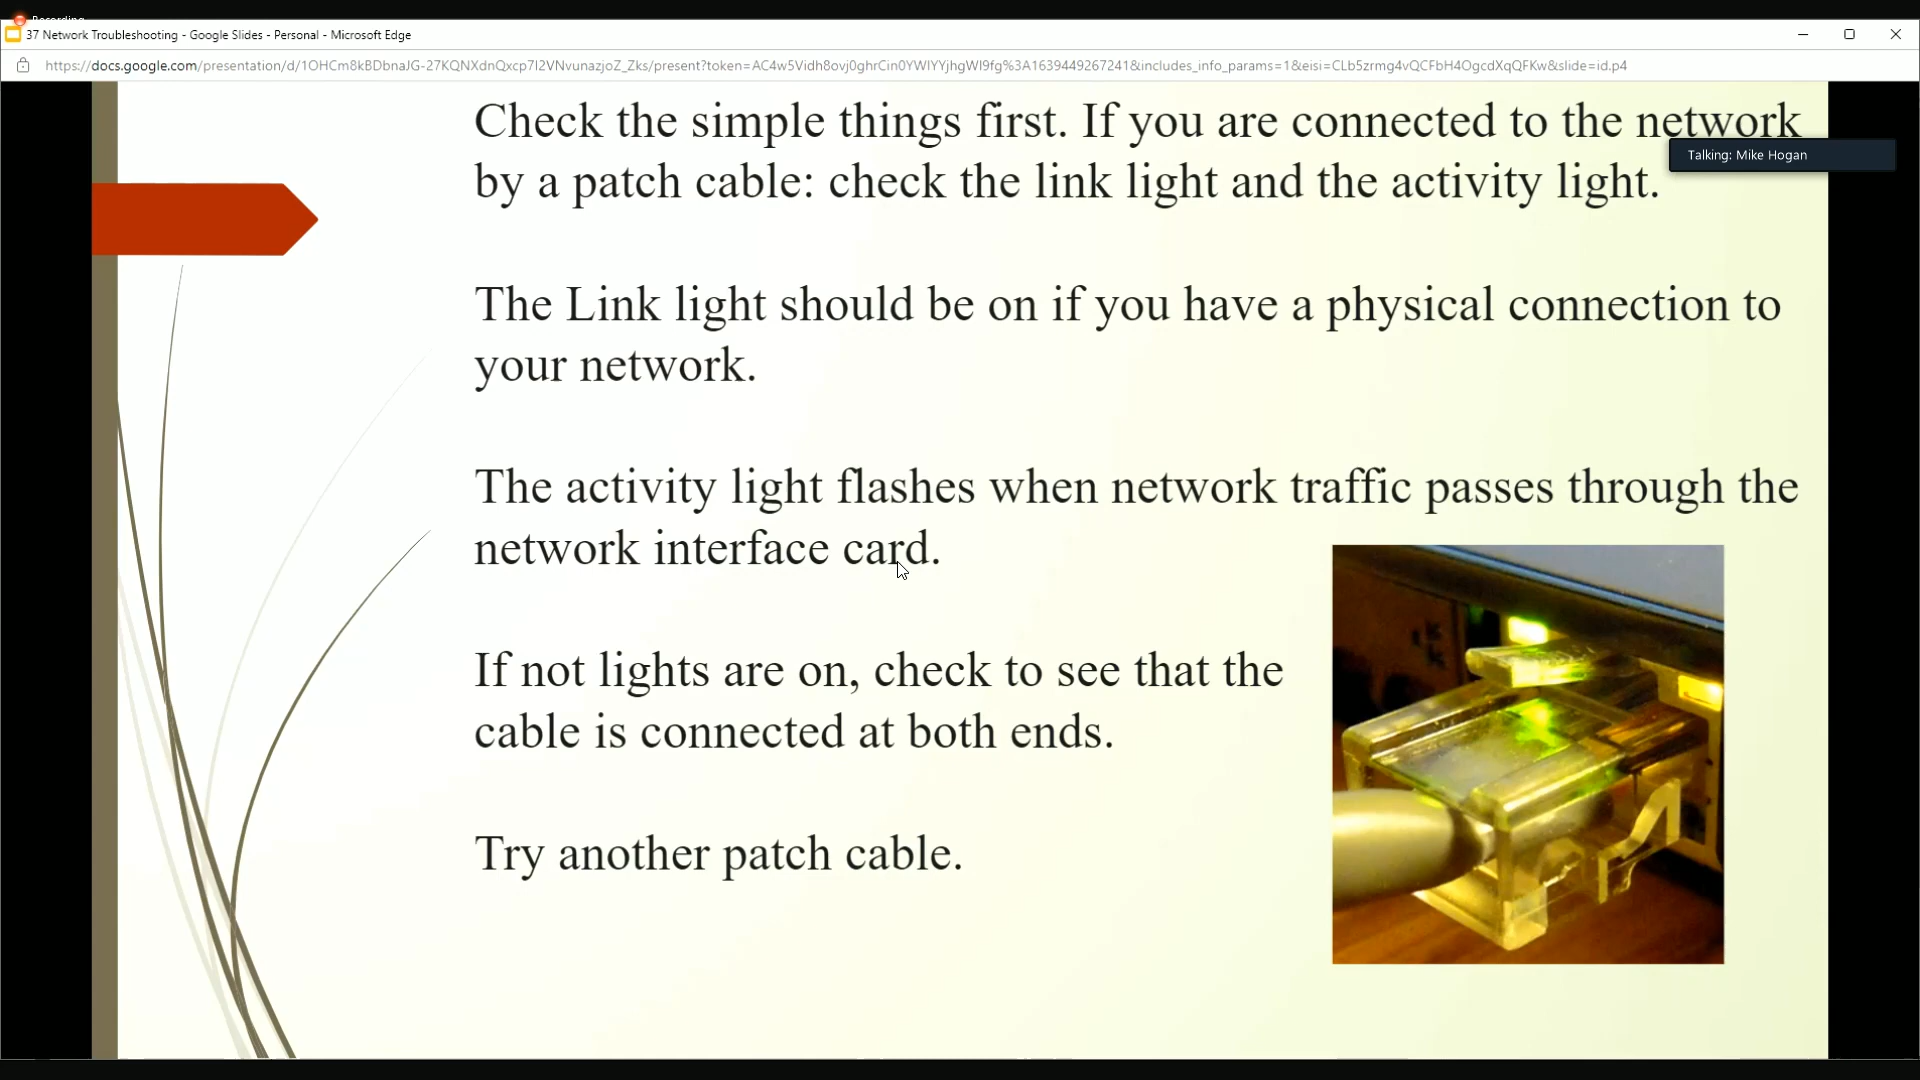 Recording
37 Network Troubleshooting - Google Slides - Personal - Microsoft Edge
https://docs.google.com/presentation/d/1OHCm8kBDbnaJG-27KQNXdnQxcp7I2VNvunazjoZ_Zks/present?token=AC4w5Vidh8ovj0ghrCin0YWIYYjhgWI9fg%3A1639449267241&includes_info_params=1&eisi=CLb5zrmg4vQCFbH4OgcdXqQFKw&slide=id.p4
Check the simple things first. If you are connected to the network
Talking: Mike Hogan
by a patch cable: check the link light and the activity light.
The Link light should be on if you have a physical connection to
your network.
The activity light flashes when network traffic passes through the
network interface card.
If not lights are on, check to see that the
cable is connected at both ends.
Try another patch cable.